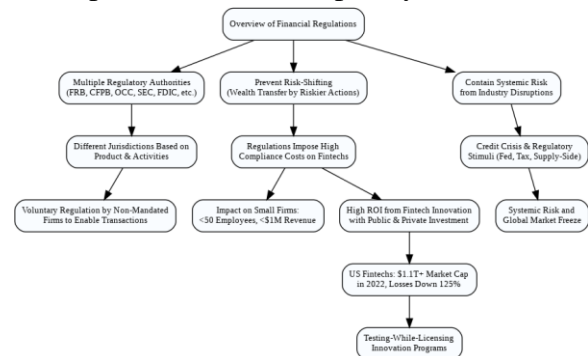 Overview of Financial Regulations
Multiple Regulatory Authorities
(FRB, CFPB, OCC, SEC, FDIC, etc.)
Prevent Risk-Shifting
(Wealth Transfer by Riskier Actions)
Contain Systemic Risk
from Industry Disruptions
Different Jurisdictions Based on
Product & Activities
Regulations Impose High
Compliance Costs on Fintechs
Credit Crisis & Regulatory
Stimuli (Fed, Tax, Supply-Side)
Voluntary Regulation by Non-Mandated
Firms to Enable Transactions
Impact on Small Firms:
<50 Employees, <$1M Revenue
High ROI from Fintech Innovation
with Public & Private Investment
Systemic Risk and
Global Market Freeze
US Fintechs: $1.1T+ Market Cap
in 2022, Losses Down 125%
Testing-While-Licensing
Innovation Programs